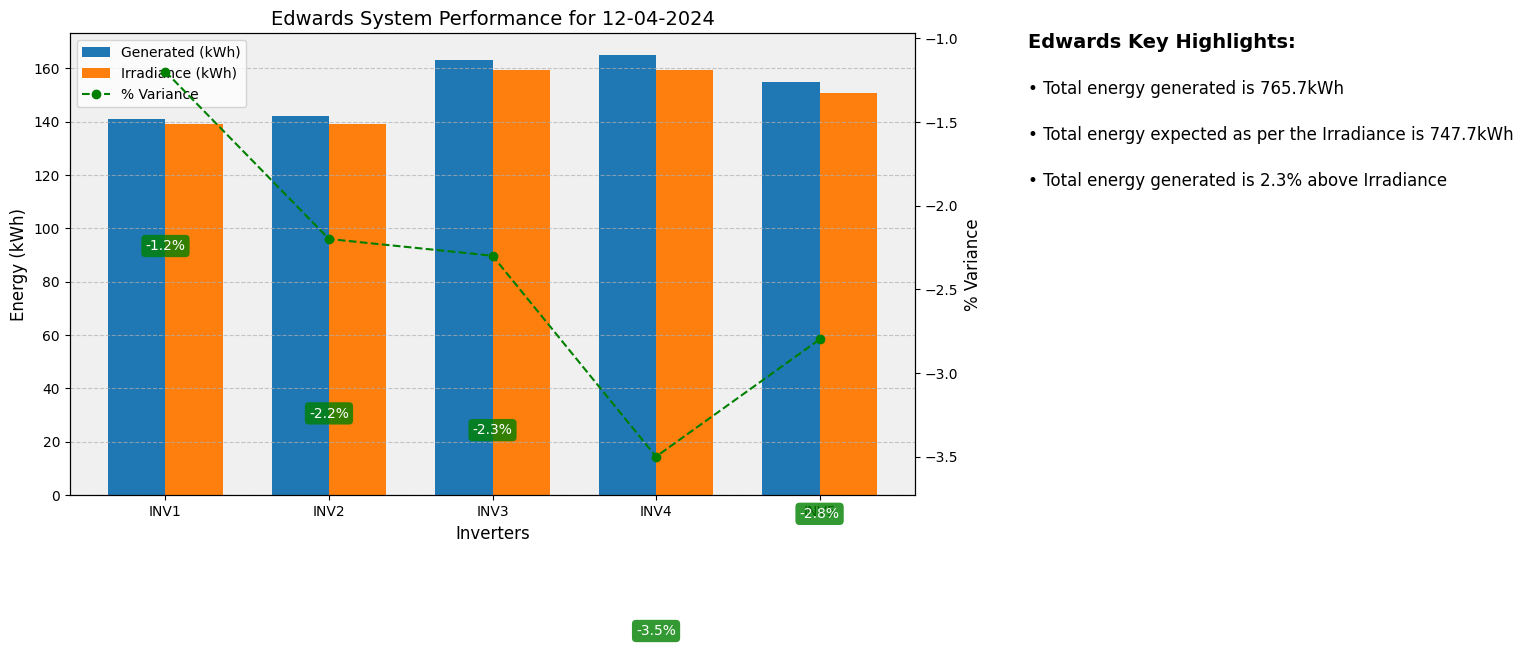 Edwards System Performance for 12-04-2024
Generated (kWh)
Irradiance (kWh)
% Variance
Energy (kWh)
160
140
120
100
80
60
40
20
0
−1.0
−1.5
−2.0
−2.5
−3.0
−3.5
% Variance
-1.2%
-2.2%
-2.3%
-3.5%
-2.8%
INV1
INV2
INV3
INV4
Inverters
Edwards Key Highlights:
• Total energy generated is 765.7kWh
• Total energy expected as per the Irradiance is 747.7kWh
• Total energy generated is 2.3% above Irradiance